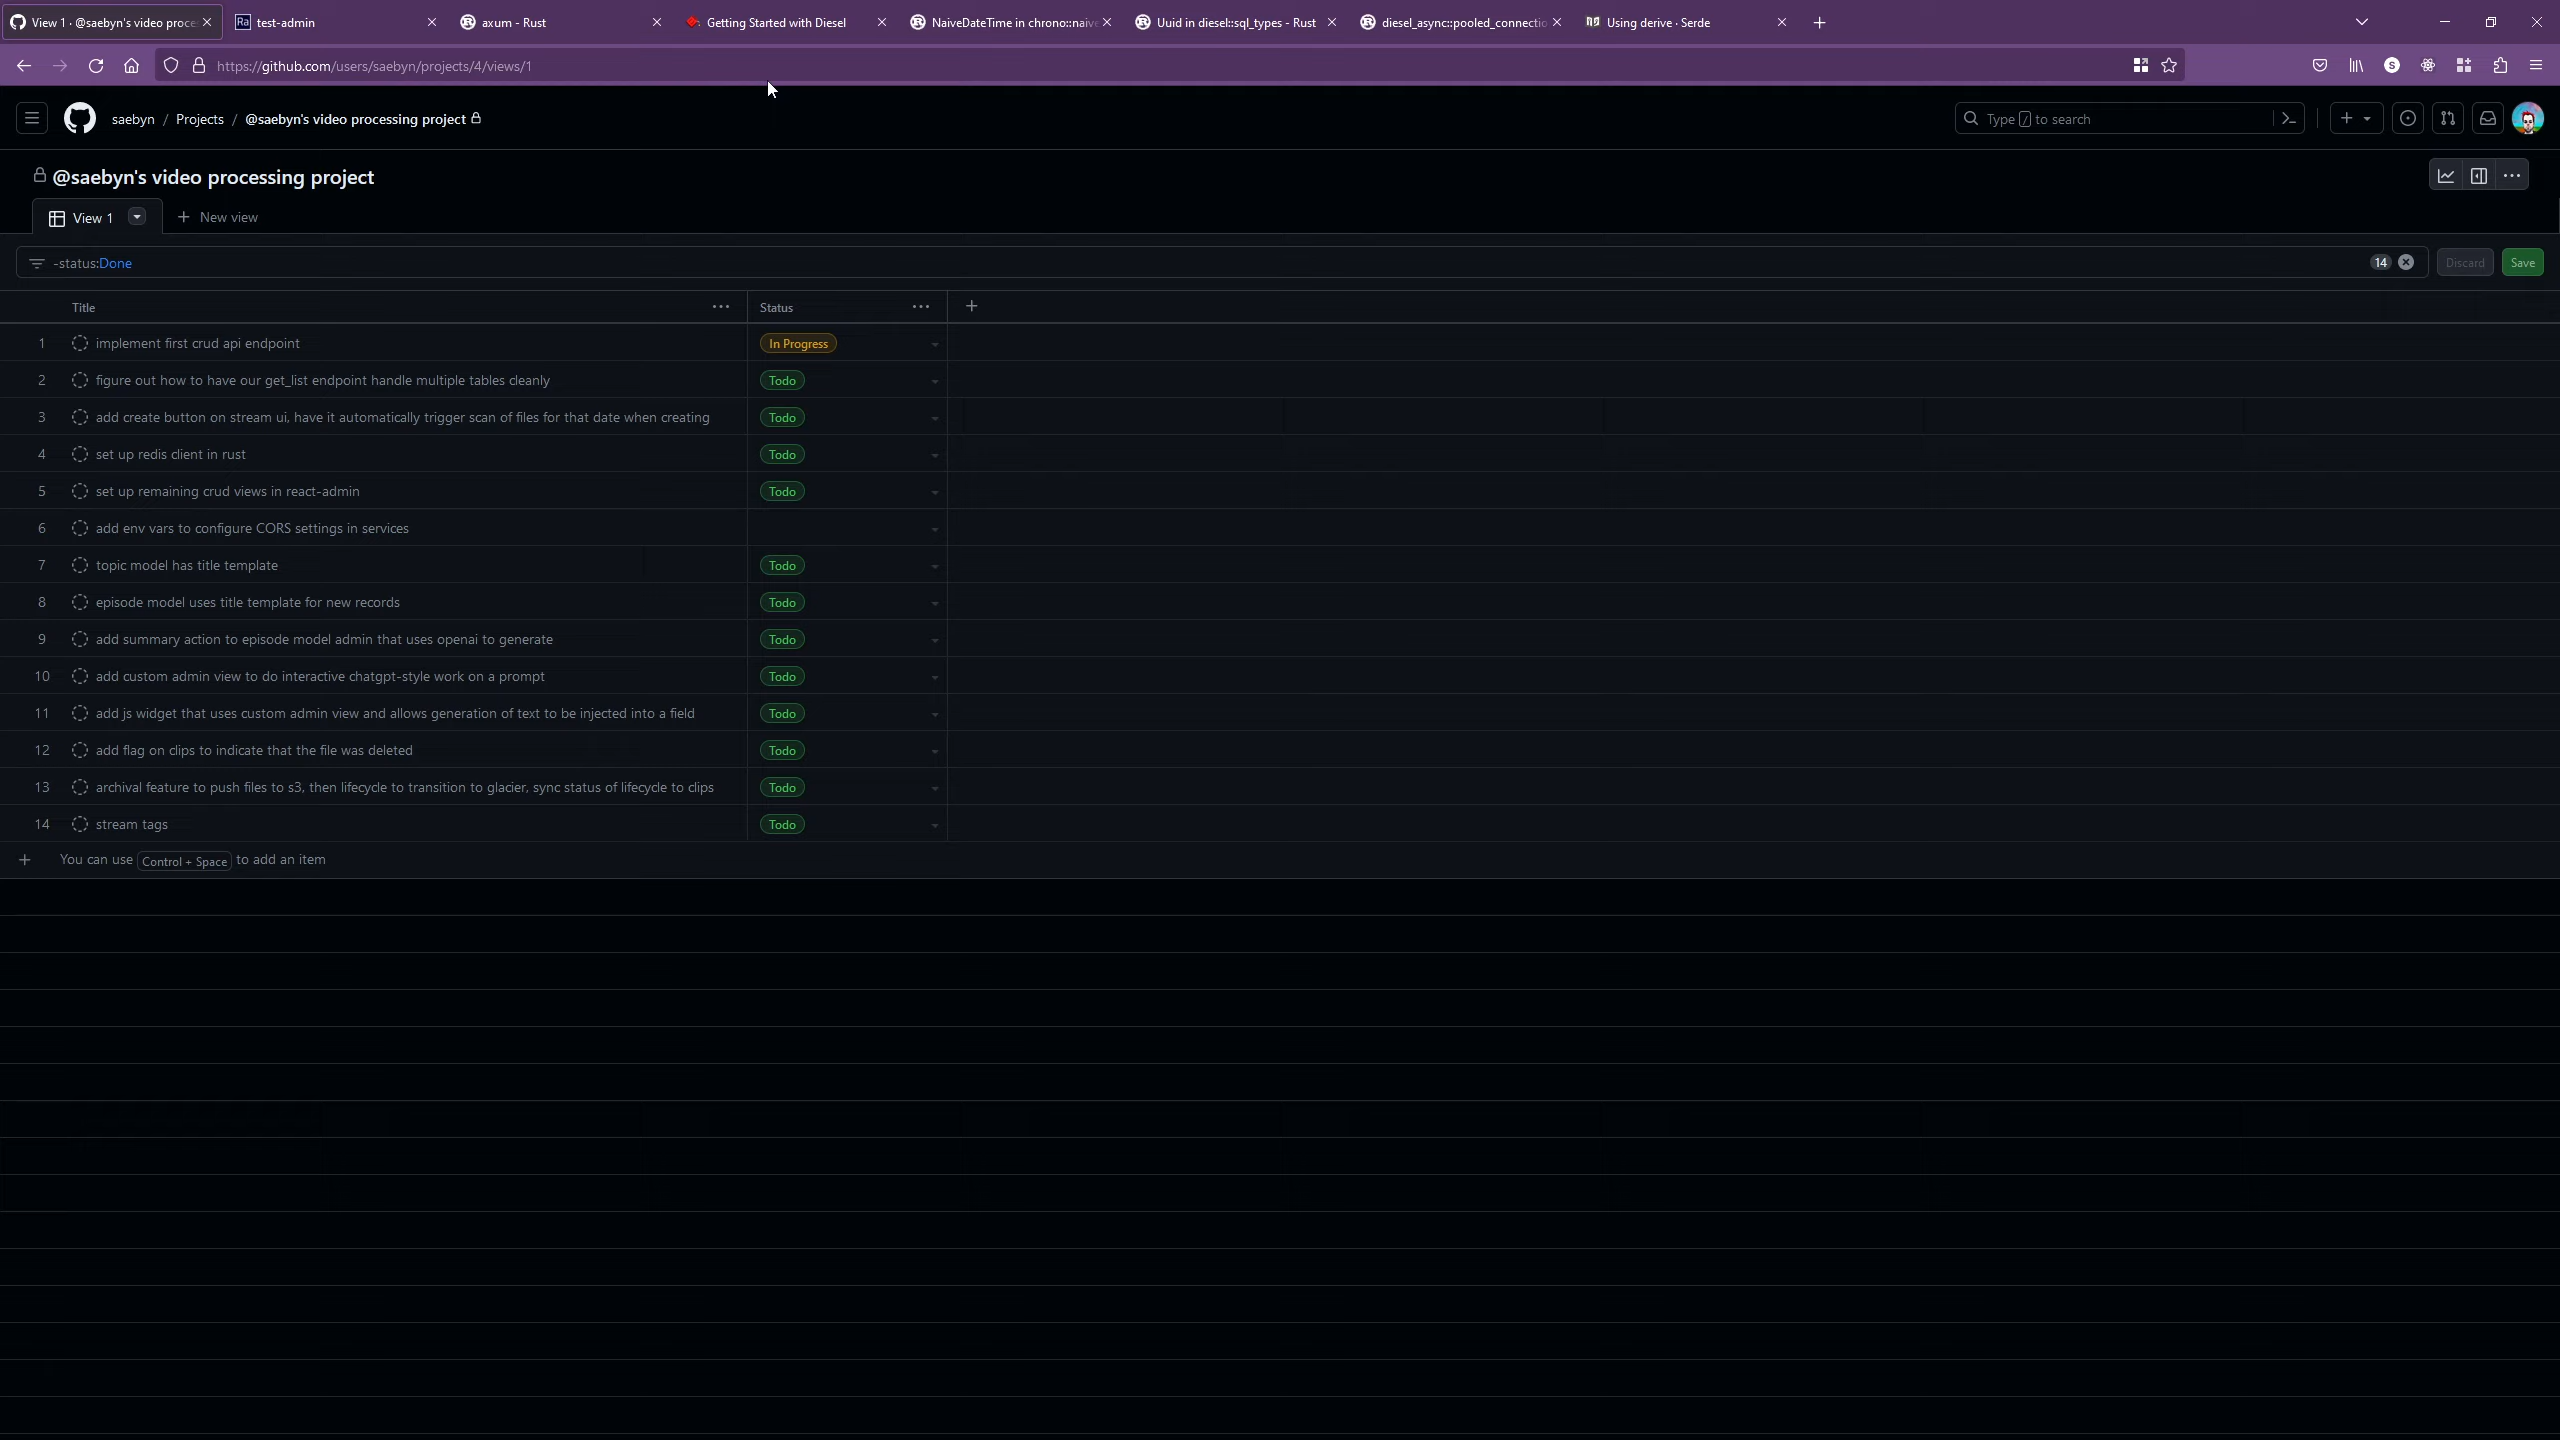 View 1 · @saebyn's video proce
test-admin
axum - Rust
Getting Started with Diesel
NaiveDateTime in chrono::naive
Uuid in diesel::sql_types - Rust
diesel_async::pooled_connectio
Using derive · Serde
https://github.com/users/saebyn/projects/4/views/1
saebyn / Projects / @saebyn's video processing project
Type / to search
@saebyn's video processing project
View 1
New view
-status:Done
14
Discard
Save
Title
Status
1 implement first crud api endpoint In Progress
2 figure out how to have our get_list endpoint handle multiple tables cleanly Todo
3 add create button on stream ui, have it automatically trigger scan of files for that date when creating Todo
4 set up redis client in rust Todo
5 set up remaining crud views in react-admin Todo
6 add env vars to configure CORS settings in services
7 topic model has title template Todo
8 episode model uses title template for new records Todo
9 add summary action to episode model admin that uses openai to generate Todo
10 add custom admin view to do interactive chatgpt-style work on a prompt Todo
11 add js widget that uses custom admin view and allows generation of text to be injected into a field Todo
12 add flag on clips to indicate that the file was deleted Todo
13 archival feature to push files to s3, then lifecycle to transition to glacier, sync status of lifecycle to clips Todo
14 stream tags Todo
You can use Control + Space to add an item